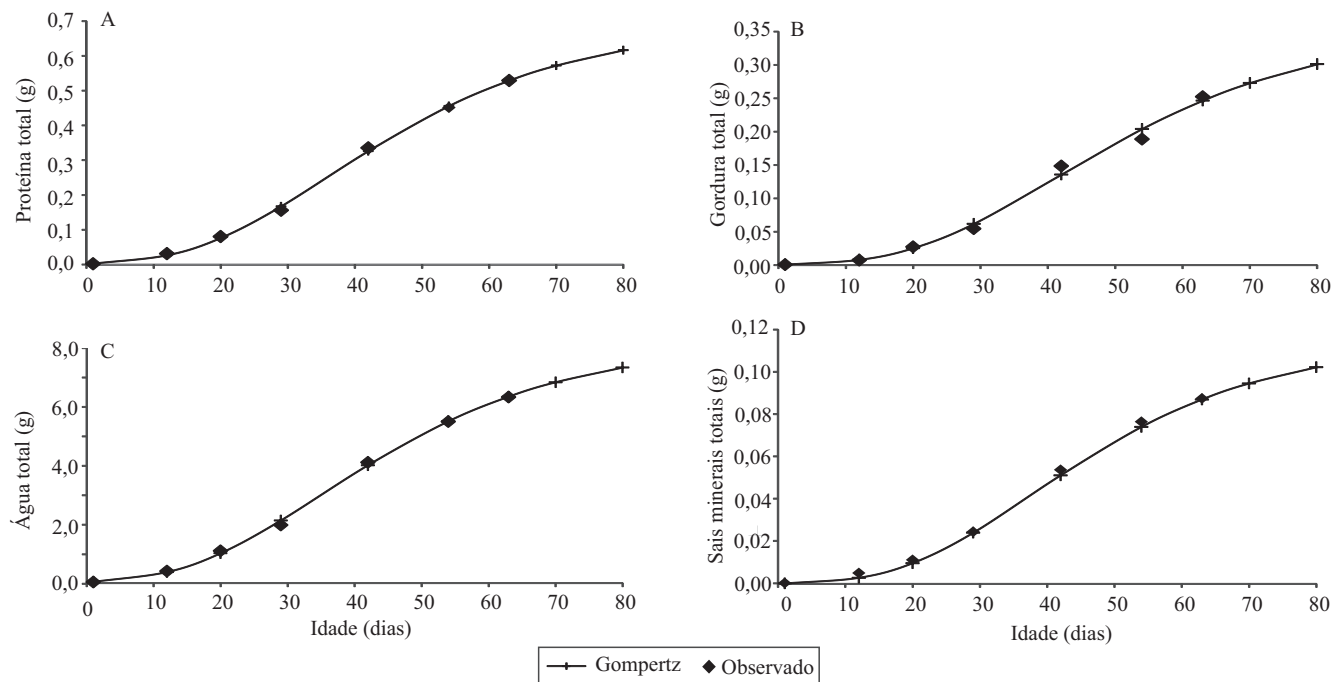 A
Proteína total (g)
0,7
0,6
0,5
0,4
0,3
0,2
0,1
0,0
0 10 20 30 40 50 60 70 80
B
Gordura total (g)
0,35
0,30
0,25
0,20
0,15
0,10
0,05
0,00
0 10 20 30 40 50 60 70 80
C
Água total (g)
8,0
6,0
4,0
2,0
0,0
0 10 20 30 40 50 60 70 80
Idade (dias)
D
Sais minerais totais (g)
0,12
0,10
0,08
0,06
0,04
0,02
0,00
0 10 20 30 40 50 60 70 80
Idade (dias)
Gompertz Observado